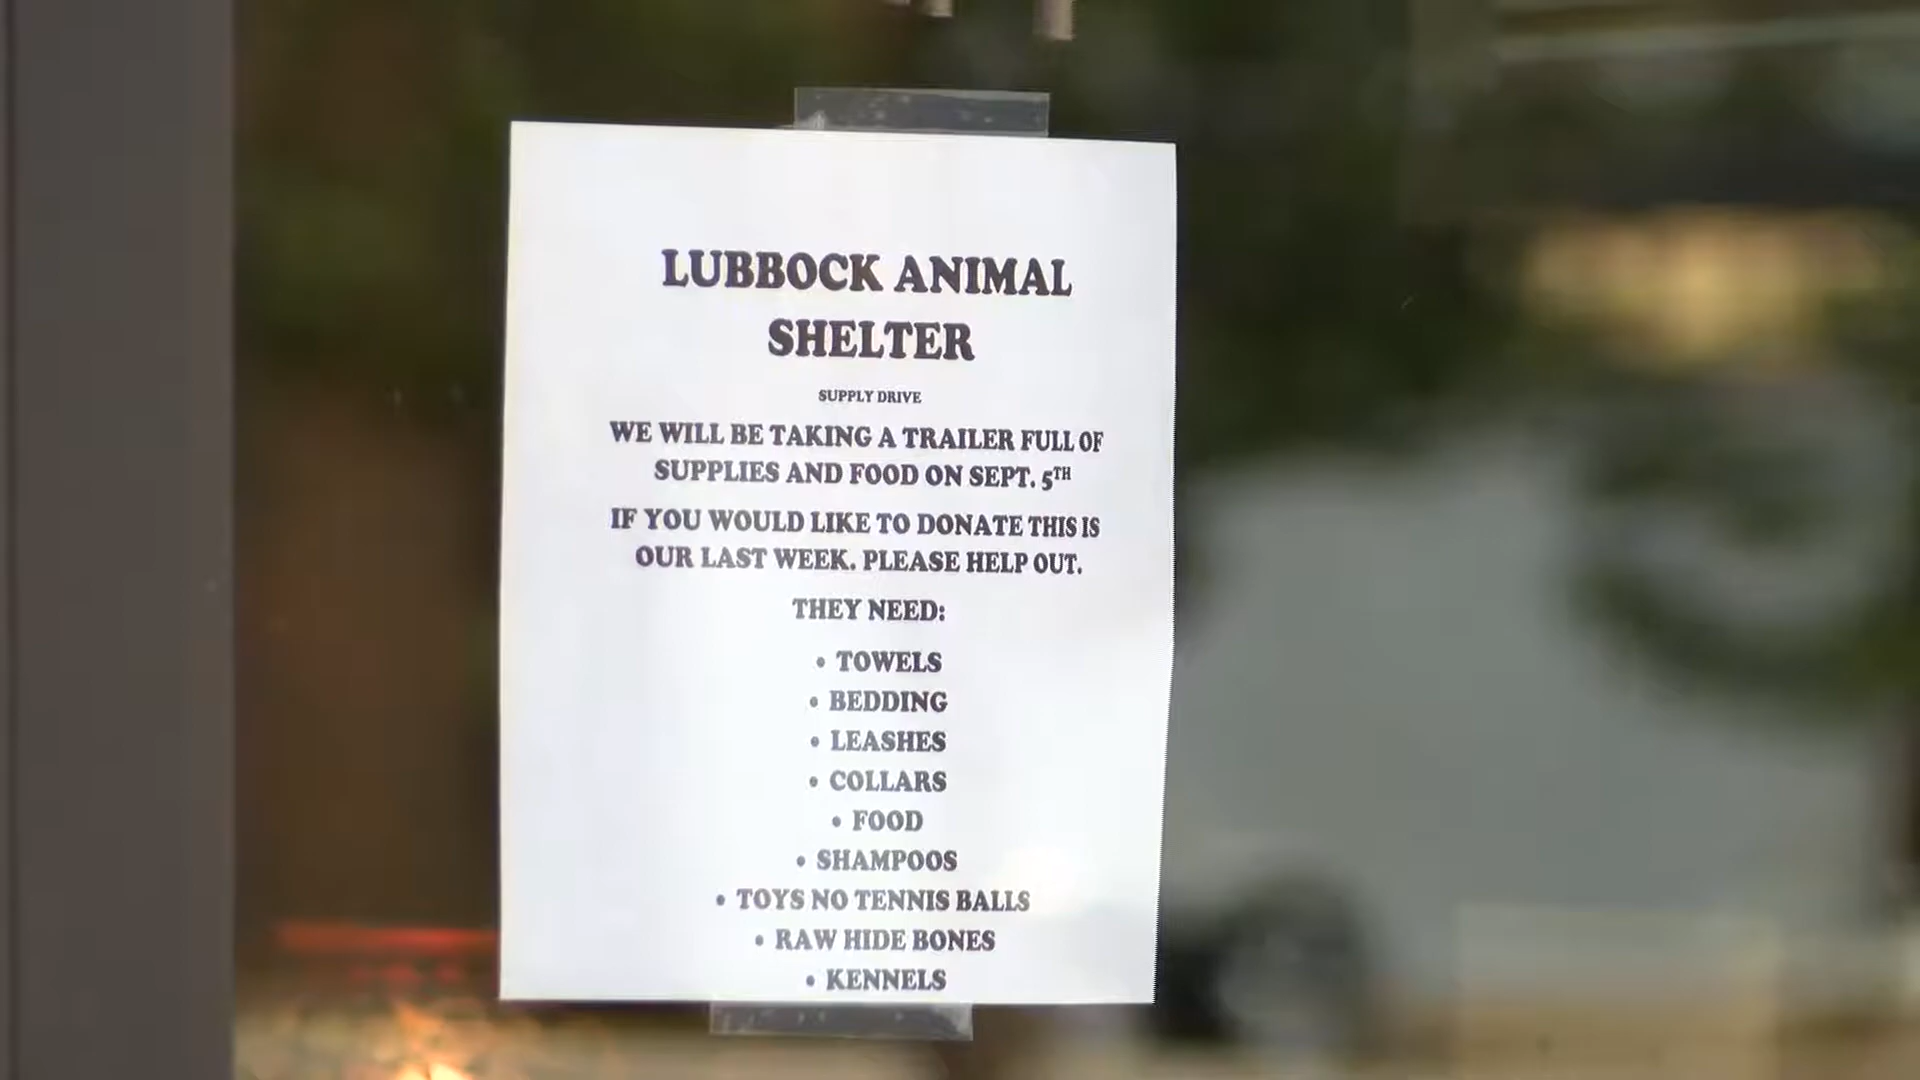 LUBBOCK ANIMAL
SHELTER
SUPPLY DRIVE
WE WILL BE TAKING A TRAILER FULL OF
SUPPLIES AND FOOD ON SEPT. 5TH
IF YOU WOULD LIKE TO DONATE THIS IS
OUR LAST WEEK. PLEASE HELP OUT.
THEY NEED:
• TOWELS
• BEDDING
• LEASHES
• COLLARS
• FOOD
• SHAMPOOS
• TOYS NO TENNIS BALLS
• RAW HIDE BONES
• KENNELS